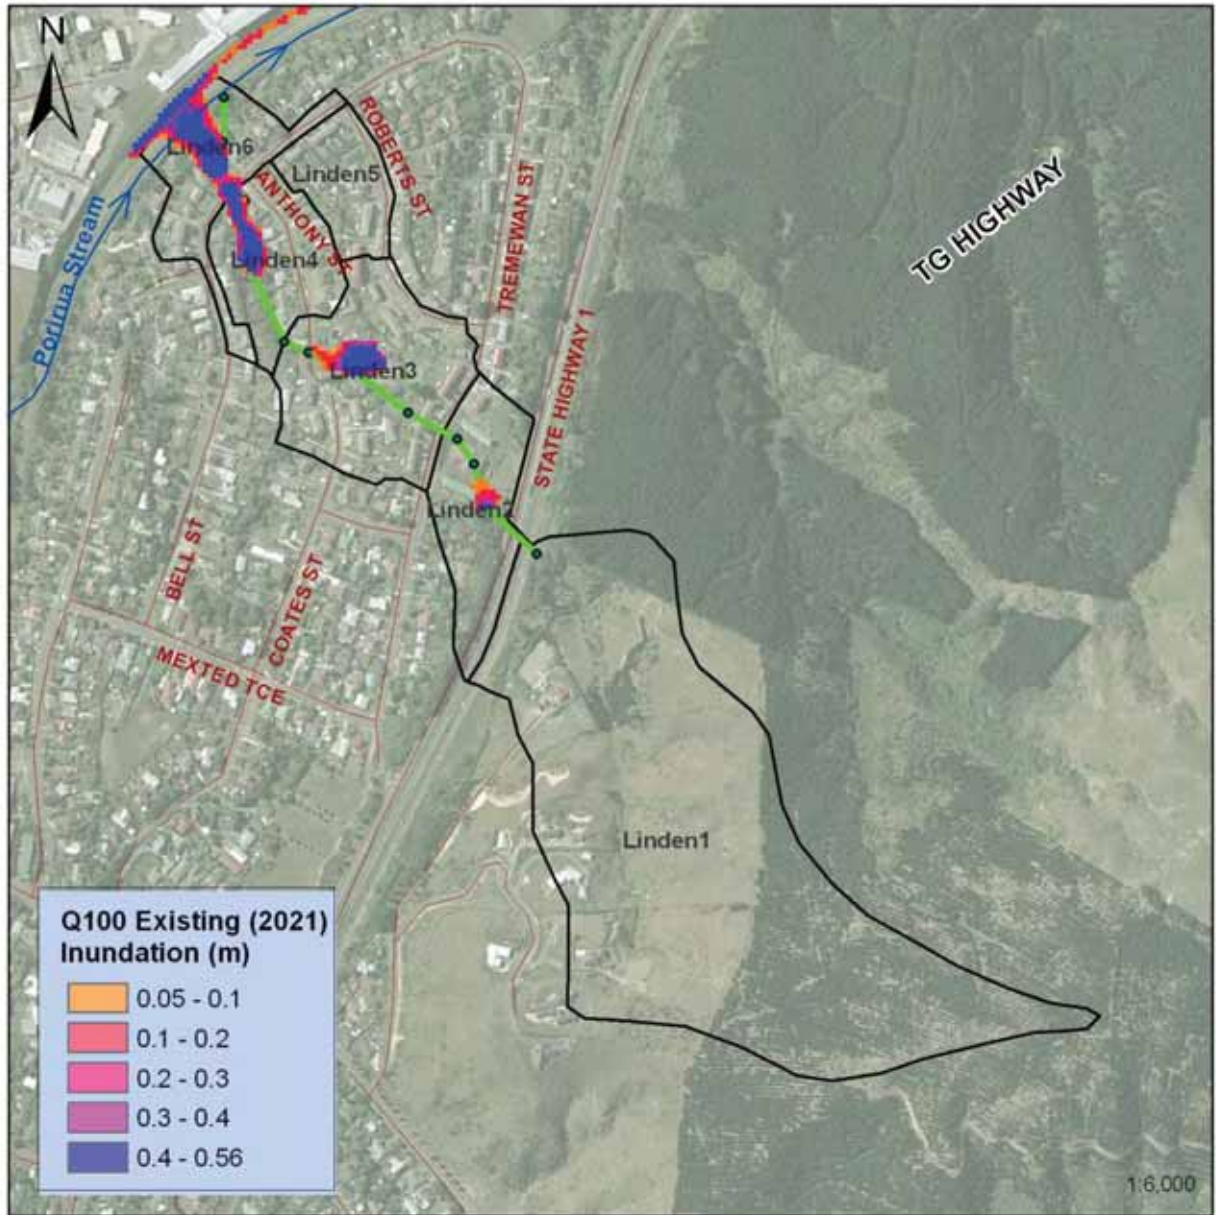 N
ROBERTS ST
Linden6
Linden5
ANTHONY ST
TG HIGHWAY
TREMEWAN ST
Porirua Stream
Linden4
STATE HIGHWAY 1
Linden3
Linden2
BELL ST
COATES ST
MEXTED TCE
Linden1
Q100 Existing (2021)
Inundation (m)
0.05 - 0.1
0.1 - 0.2
0.2 - 0.3
0.3 - 0.4
0.4 - 0.56
1:6,000